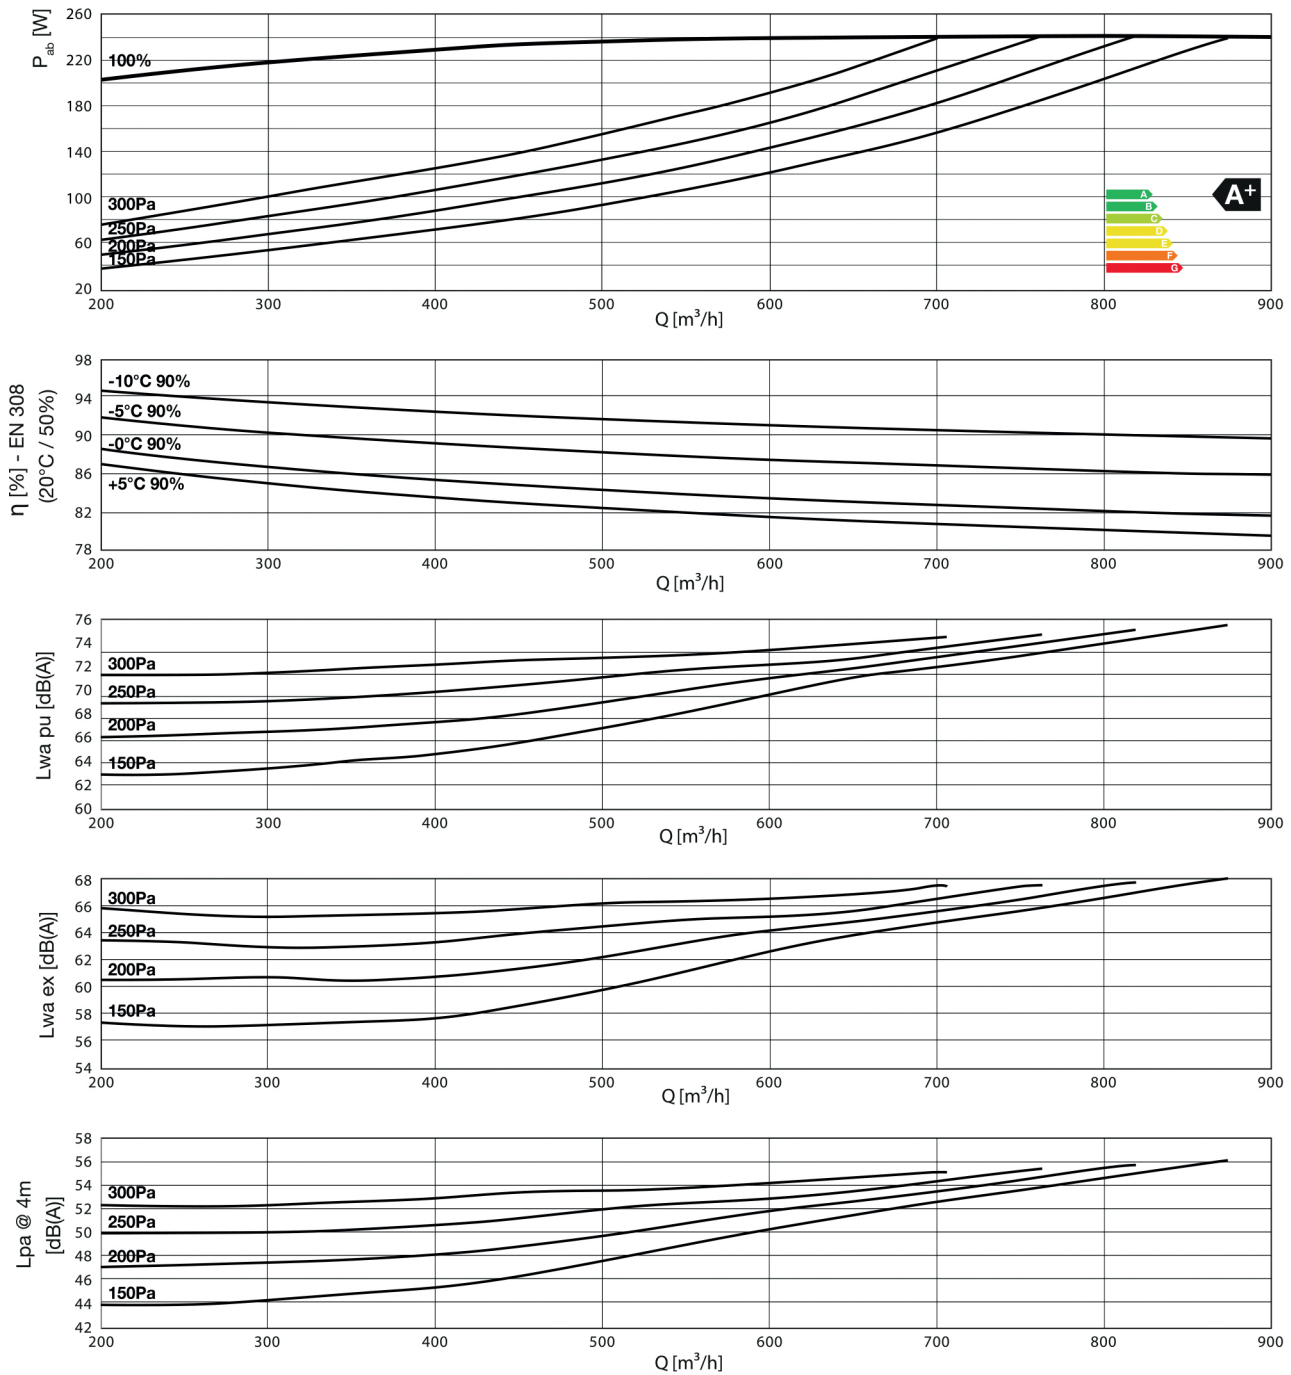 260
220
180
140
100
60
20
P_ab [W]
100%
300Pa
250Pa
200Pa
150Pa
A
B
C
D
E
F
G
A+
200 300 400 500 600 700 800 900
Q [m³/h]
98
94
90
86
82
78
η [%] - EN 308
(20°C / 50%)
-10°C 90%
-5°C 90%
-0°C 90%
+5°C 90%
200 300 400 500 600 700 800 900
Q [m³/h]
76
74
72
70
68
66
64
62
60
Lwa pu [dB(A)]
300Pa
250Pa
200Pa
150Pa
200 300 400 500 600 700 800 900
Q [m³/h]
68
66
64
62
60
58
56
54
Lwa ex [dB(A)]
300Pa
250Pa
200Pa
150Pa
200 300 400 500 600 700 800 900
Q [m³/h]
58
56
54
52
50
48
46
44
42
Lpa @ 4m
[dB(A)]
300Pa
250Pa
200Pa
150Pa
200 300 400 500 600 700 800 900
Q [m³/h]